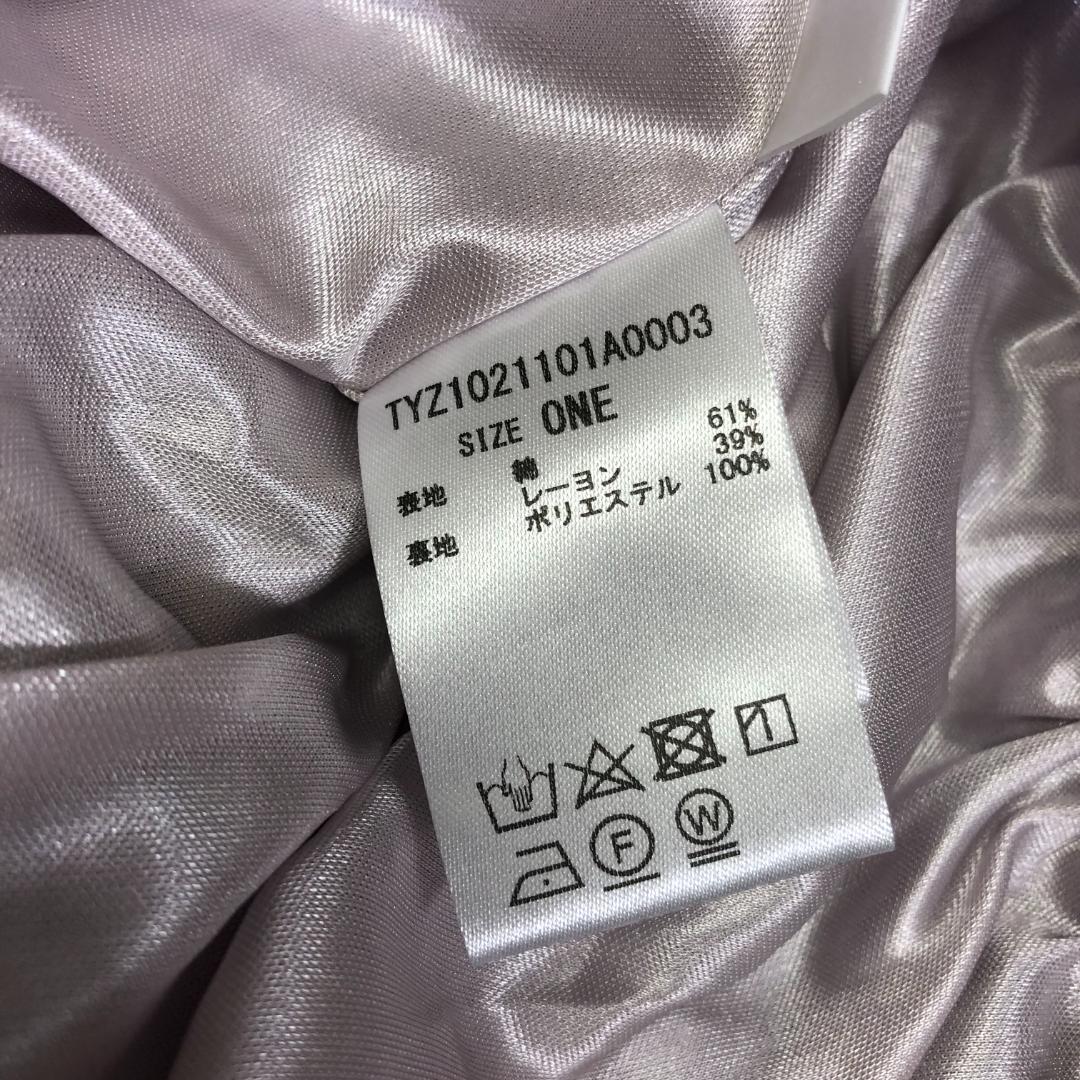 TYZ1021101A0003
SIZE ONE
表地 綿 61%
レーヨン 39%
裏地 ポリエステル 100%
F W